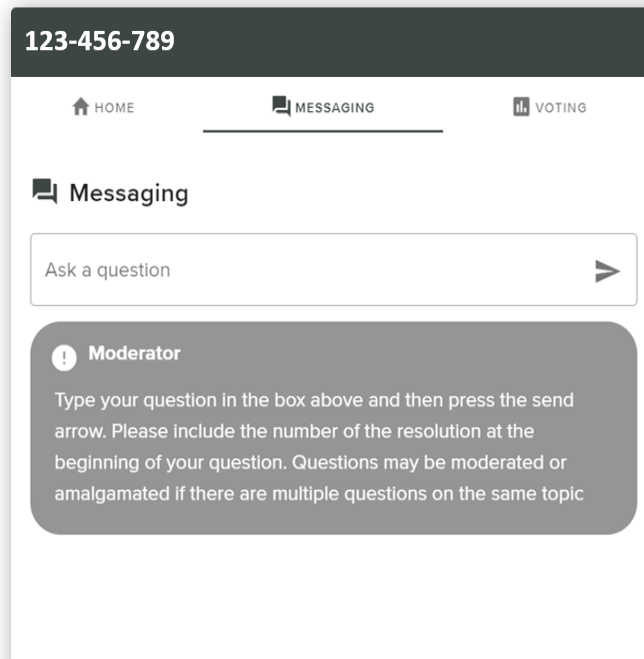 123-456-789
HOME MESSAGING VOTING
Messaging
Ask a question
Moderator
Type your question in the box above and then press the send
arrow. Please include the number of the resolution at the
beginning of your question. Questions may be moderated or
amalgamated if there are multiple questions on the same topic